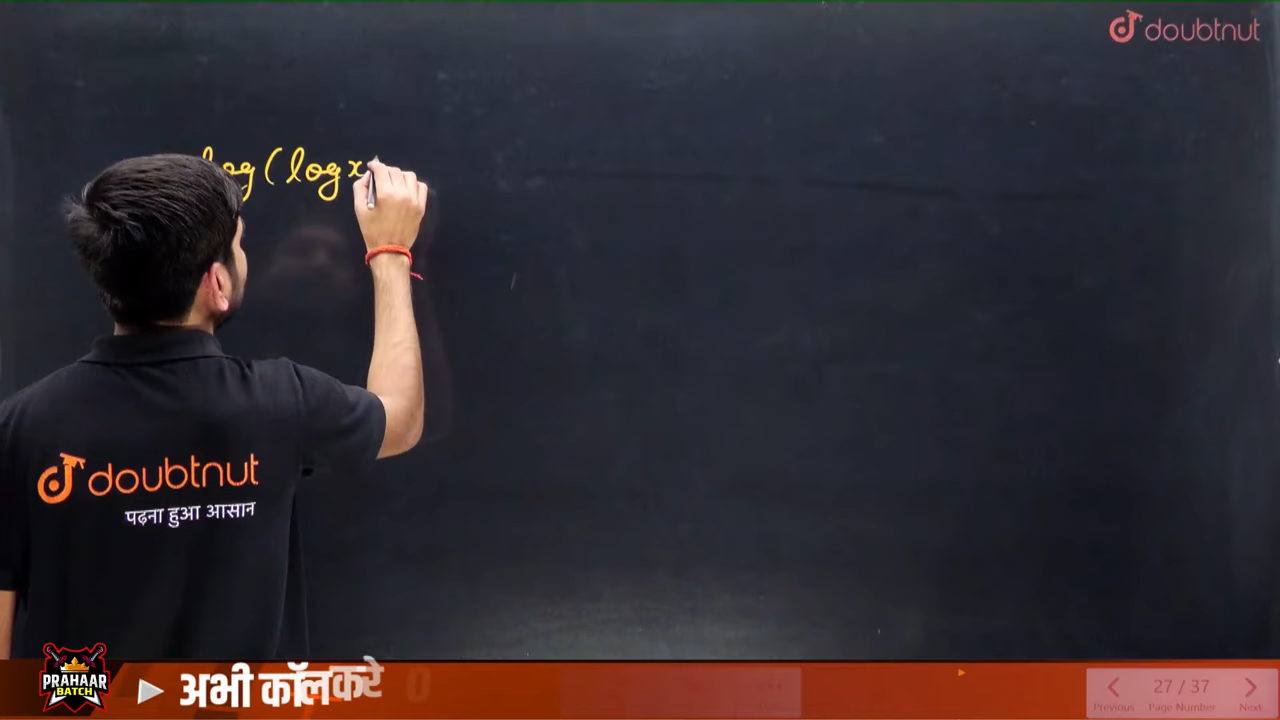 doubtnut
log(log x
doubtnut
पढ़ना हुआ आसान
PRAHAAR
BATCH
अभी कॉल करे
27 / 37
Previous Page Number Next